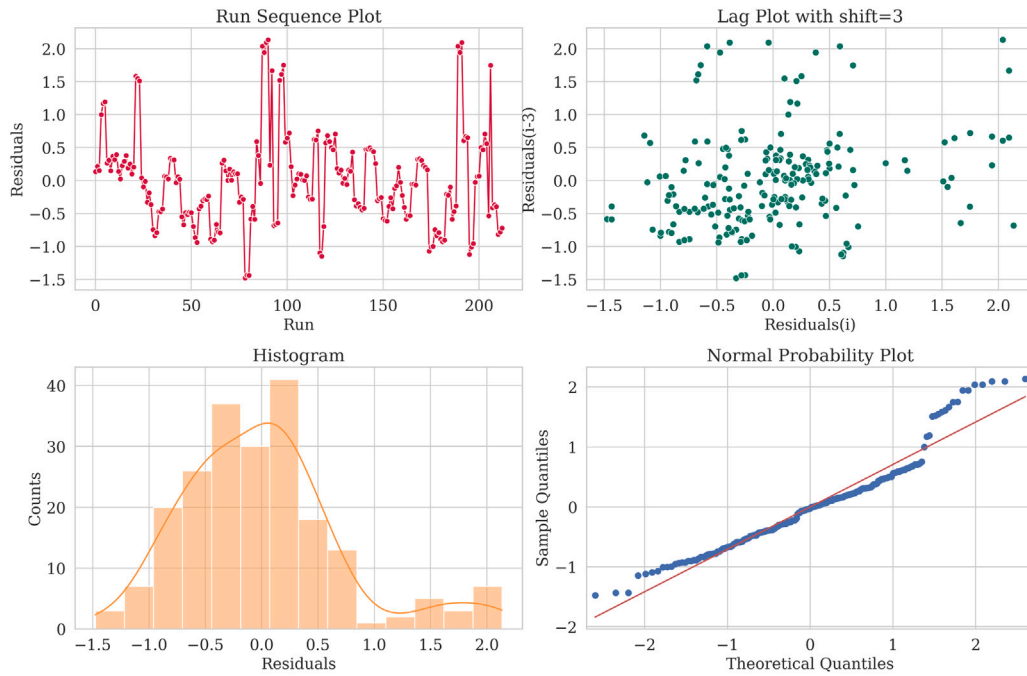 Run Sequence Plot
Residuals
2.0
1.5
1.0
0.5
0.0
−0.5
−1.0
−1.5
0 50 100 150 200
Run
Lag Plot with shift=3
Residuals(i-3)
2.0
1.5
1.0
0.5
0.0
−0.5
−1.0
−1.5
−1.5 −1.0 −0.5 0.0 0.5 1.0 1.5 2.0
Residuals(i)
Histogram
Counts
40
30
20
10
0
−1.5 −1.0 −0.5 0.0 0.5 1.0 1.5 2.0
Residuals
Normal Probability Plot
Sample Quantiles
2
1
0
−1
−2
−2 −1 0 1 2
Theoretical Quantiles